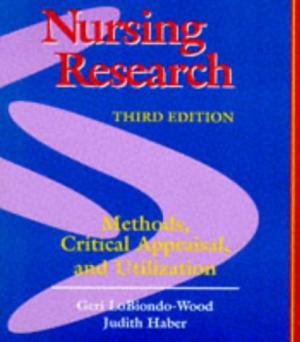 Nursing
Research
THIRD EDITION
Methods,
Critical Appraisal,
and Utilization
Geri LoBiondo-Wood
Judith Haber